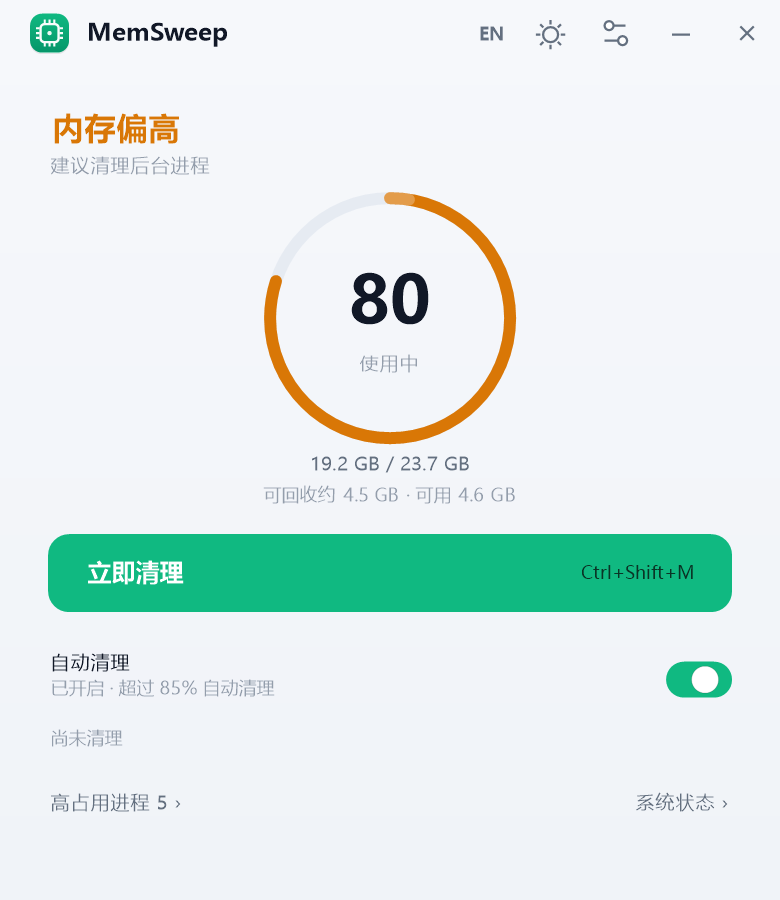 MemSweep EN
内存偏高
建议清理后台进程
80
使用中
19.2 GB / 23.7 GB
可回收约 4.5 GB · 可用 4.6 GB
立即清理 Ctrl+Shift+M
自动清理
已开启 · 超过 85% 自动清理
尚未清理
高占用进程 5 › 系统状态 ›